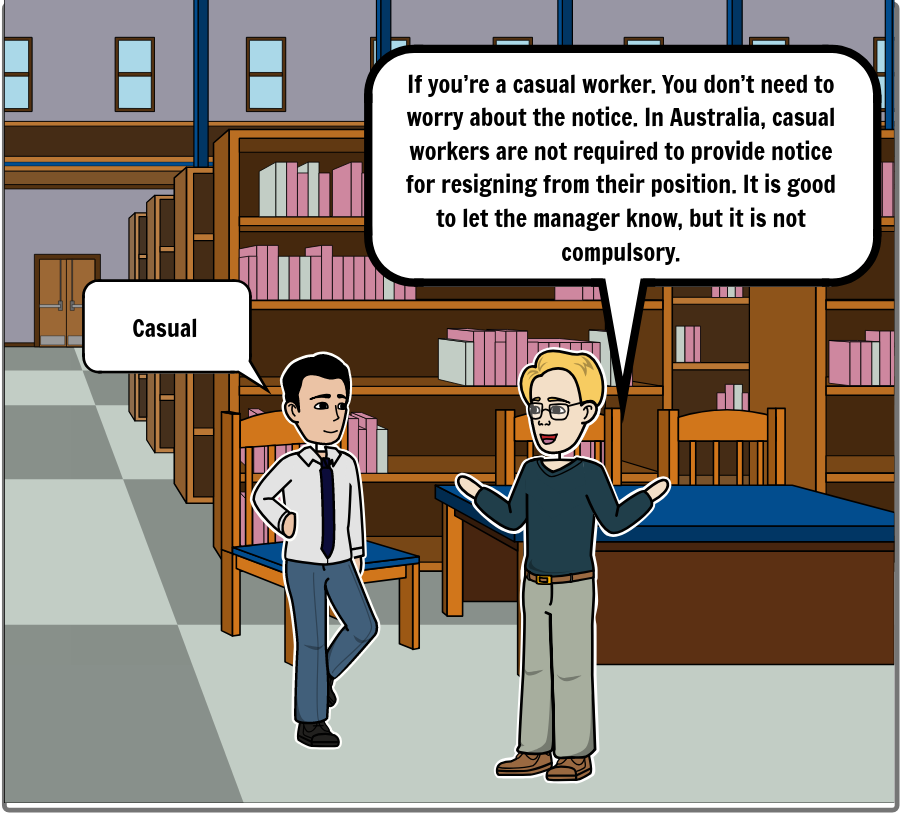 If you’re a casual worker. You don’t need to
worry about the notice. In Australia, casual
workers are not required to provide notice
for resigning from their position. It is good
to let the manager know, but it is not
compulsory.
Casual